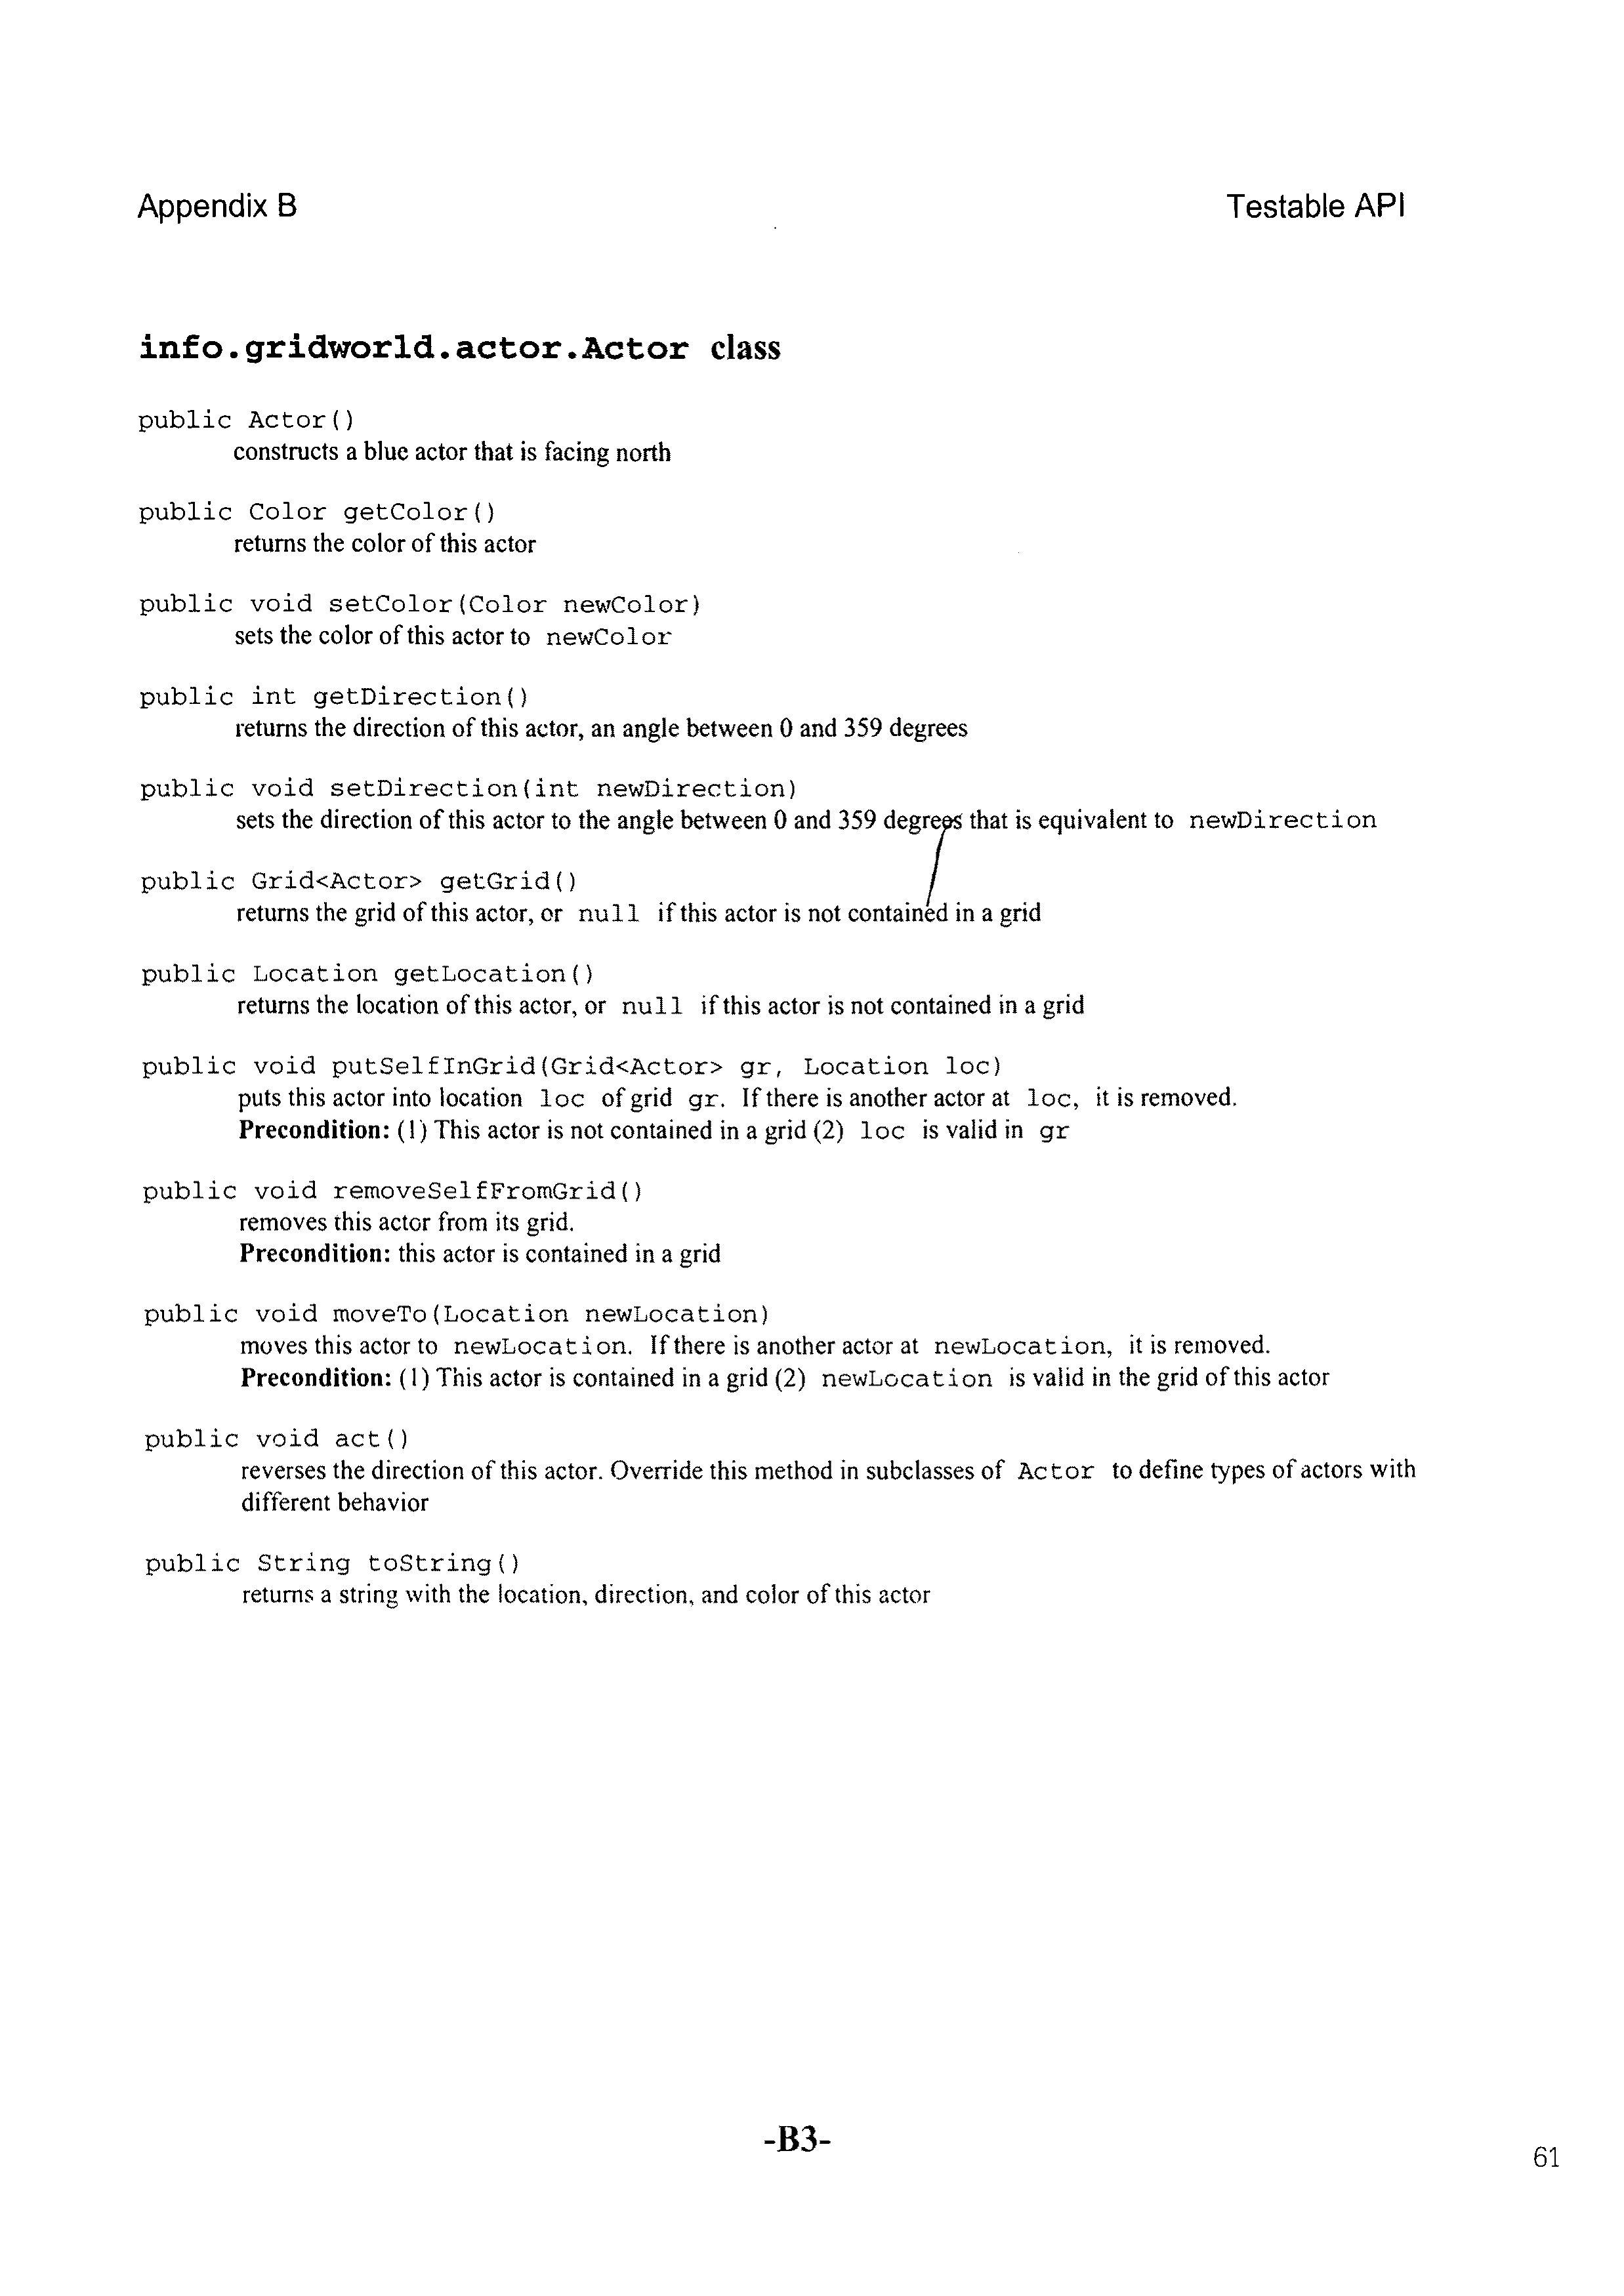 Appendix B
Testable API
info.gridworld.actor.Actor class
public Actor()
constructs a blue actor that is facing north
public Color getColor()
returns the color of this actor
public void setColor(Color newColor)
sets the color of this actor to newColor
public int getDirection()
returns the direction of this actor, an angle between 0 and 359 degrees
public void setDirection(int newDirection)
sets the direction of this actor to the angle between 0 and 359 degrees that is equivalent to newDirection
public Grid<Actor> getGrid()
returns the grid of this actor, or null if this actor is not contained in a grid
public Location getLocation()
returns the location of this actor, or null if this actor is not contained in a grid
public void putSelfInGrid(Grid<Actor> gr, Location loc)
puts this actor into location loc of grid gr. If there is another actor at loc, it is removed.
Precondition: (1) This actor is not contained in a grid (2) loc is valid in gr
public void removeSelfFromGrid()
removes this actor from its grid.
Precondition: this actor is contained in a grid
public void moveTo(Location newLocation)
moves this actor to newLocation. If there is another actor at newLocation, it is removed.
Precondition: (1) This actor is contained in a grid (2) newLocation is valid in the grid of this actor
public void act()
reverses the direction of this actor. Override this method in subclasses of Actor to define types of actors with
different behavior
public String toString()
returns a string with the location, direction, and color of this actor
-B3-
61